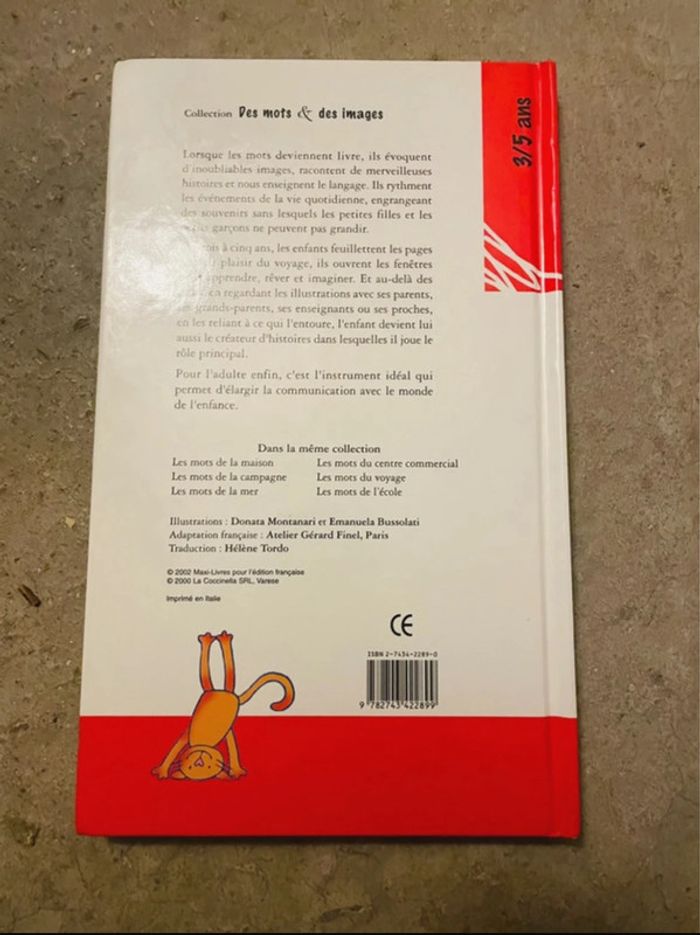 Collection Des mots & des images
3/5 ans
Lorsque les mots deviennent livre, ils évoquent
d'inoubliables images, racontent de merveilleuses
histoires et nous enseignent le langage. Ils rythment
les événements de la vie quotidienne, engrangeant
des souvenirs sans lesquels les petites filles et les
petits garçons ne peuvent pas grandir.
à cinq ans, les enfants feuillettent les pages
plaisir du voyage, ils ouvrent les fenêtres
apprendre, rêver et imaginer. Et au-delà des
en regardant les illustrations avec ses parents,
ses grands-parents, ses enseignants ou ses proches,
en les reliant à ce qui l'entoure, l'enfant devient lui
aussi le créateur d'histoires dans lesquelles il joue le
rôle principal.
Pour l'adulte enfin, c'est l'instrument idéal qui
permet d'élargir la communication avec le monde
de l'enfance.
Dans la même collection
Les mots de la maison Les mots du centre commercial
Les mots de la campagne Les mots du voyage
Les mots de la mer Les mots de l'école
Illustrations : Donata Montanari et Emanuela Bussolati
Adaptation française : Atelier Gérard Finel, Paris
Traduction : Hélène Tordo
© 2002 Maxi-Livres pour l'édition française
© 2000 La Coccinella SRL, Varese
Imprimé en Italie
CE
ISBN 2-7434-2289-0
9 782743 422899